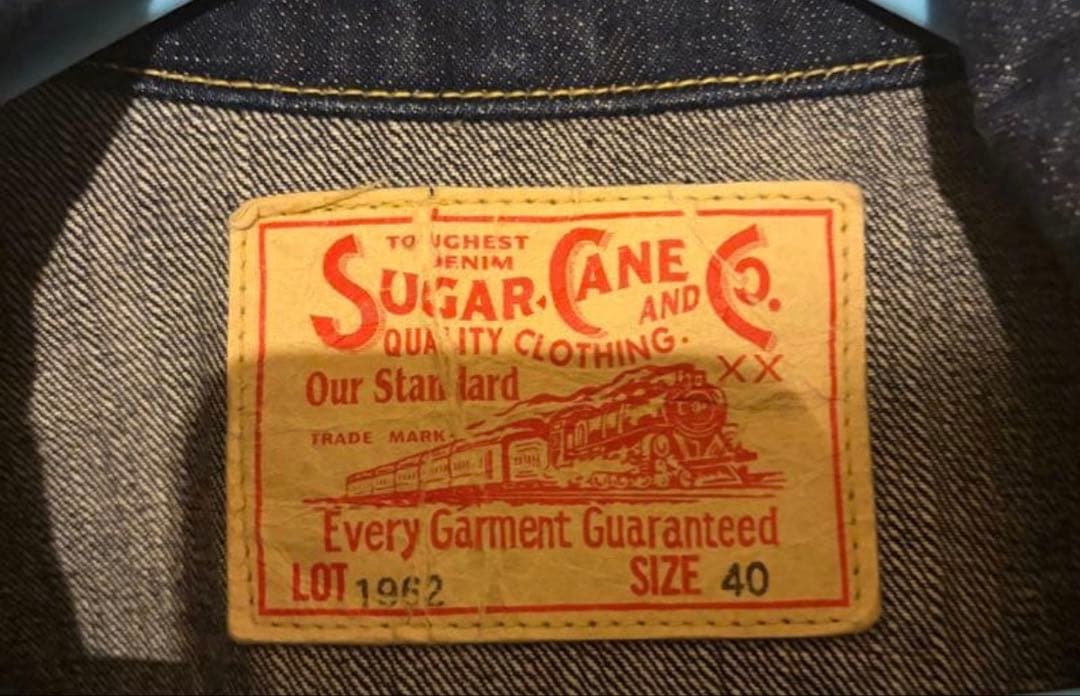 TOUGHEST
DENIM
SUGAR CANE AND CO.
QUALITY CLOTHING.
XX
Our Standard
TRADE MARK
Every Garment Guaranteed
LOT 1962 SIZE 40